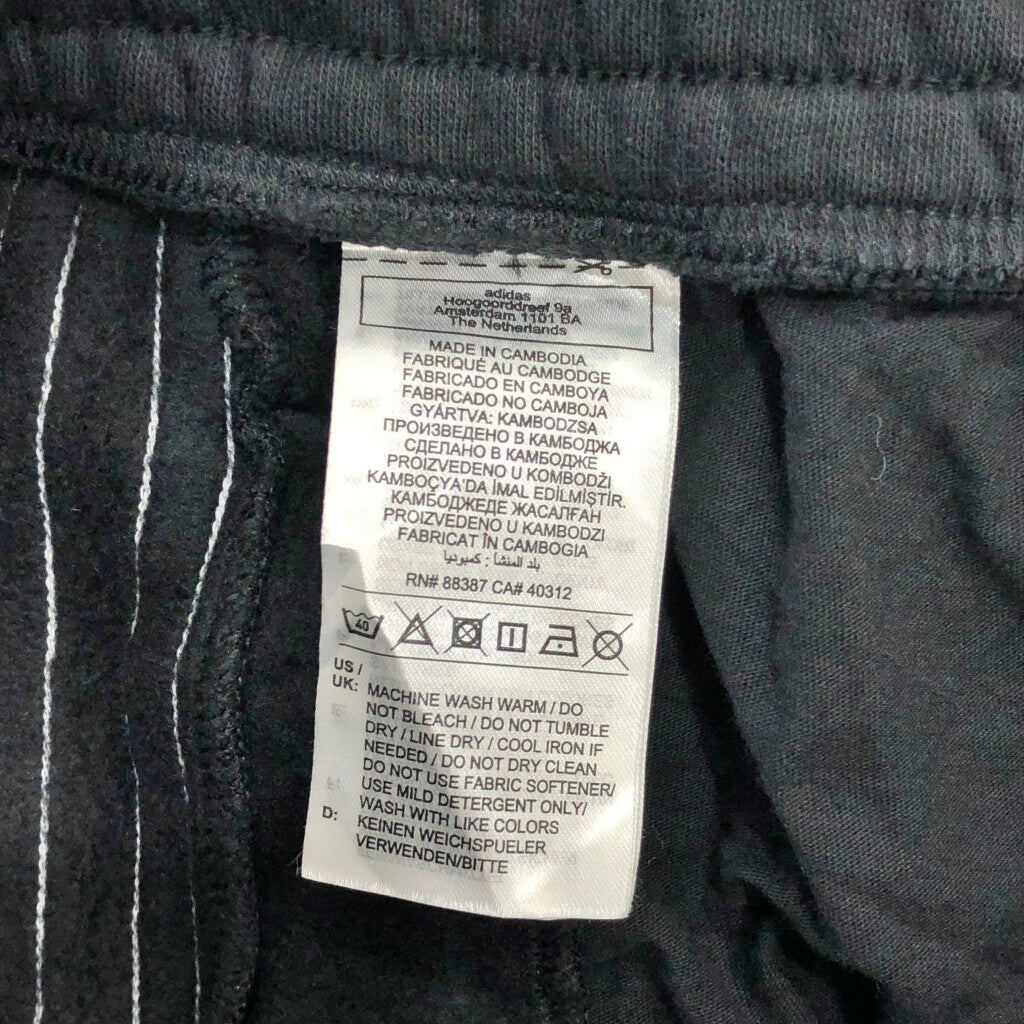 adidas
Hoogoorddreef 9a
Amsterdam 1101 BA
The Netherlands
MADE IN CAMBODIA
FABRIQUÉ AU CAMBODGE
FABRICADO EN CAMBOYA
FABRICADO NO CAMBOJA
GYÁRTVA: KAMBODZSA
ПРОИЗВЕДЕНО В КАМБОДЖА
СДЕЛАНО В КАМБОДЖЕ
PROIZVEDENO U KOMBODŽI
KAMBOÇYA'DA İMAL EDİLMİŞTİR.
КАМБОДЖЕДЕ ЖАСАЛҒАН
PROIZVEDENO U KAMBODZI
FABRICAT ÎN CAMBOGIA
بلد المنشأ : كمبوديا
RN# 88387 CA# 40312
40
US /
UK: MACHINE WASH WARM / DO
NOT BLEACH / DO NOT TUMBLE
DRY / LINE DRY / COOL IRON IF
NEEDED / DO NOT DRY CLEAN
DO NOT USE FABRIC SOFTENER/
USE MILD DETERGENT ONLY/
WASH WITH LIKE COLORS
D: KEINEN WEICHSPUELER
VERWENDEN/BITTE